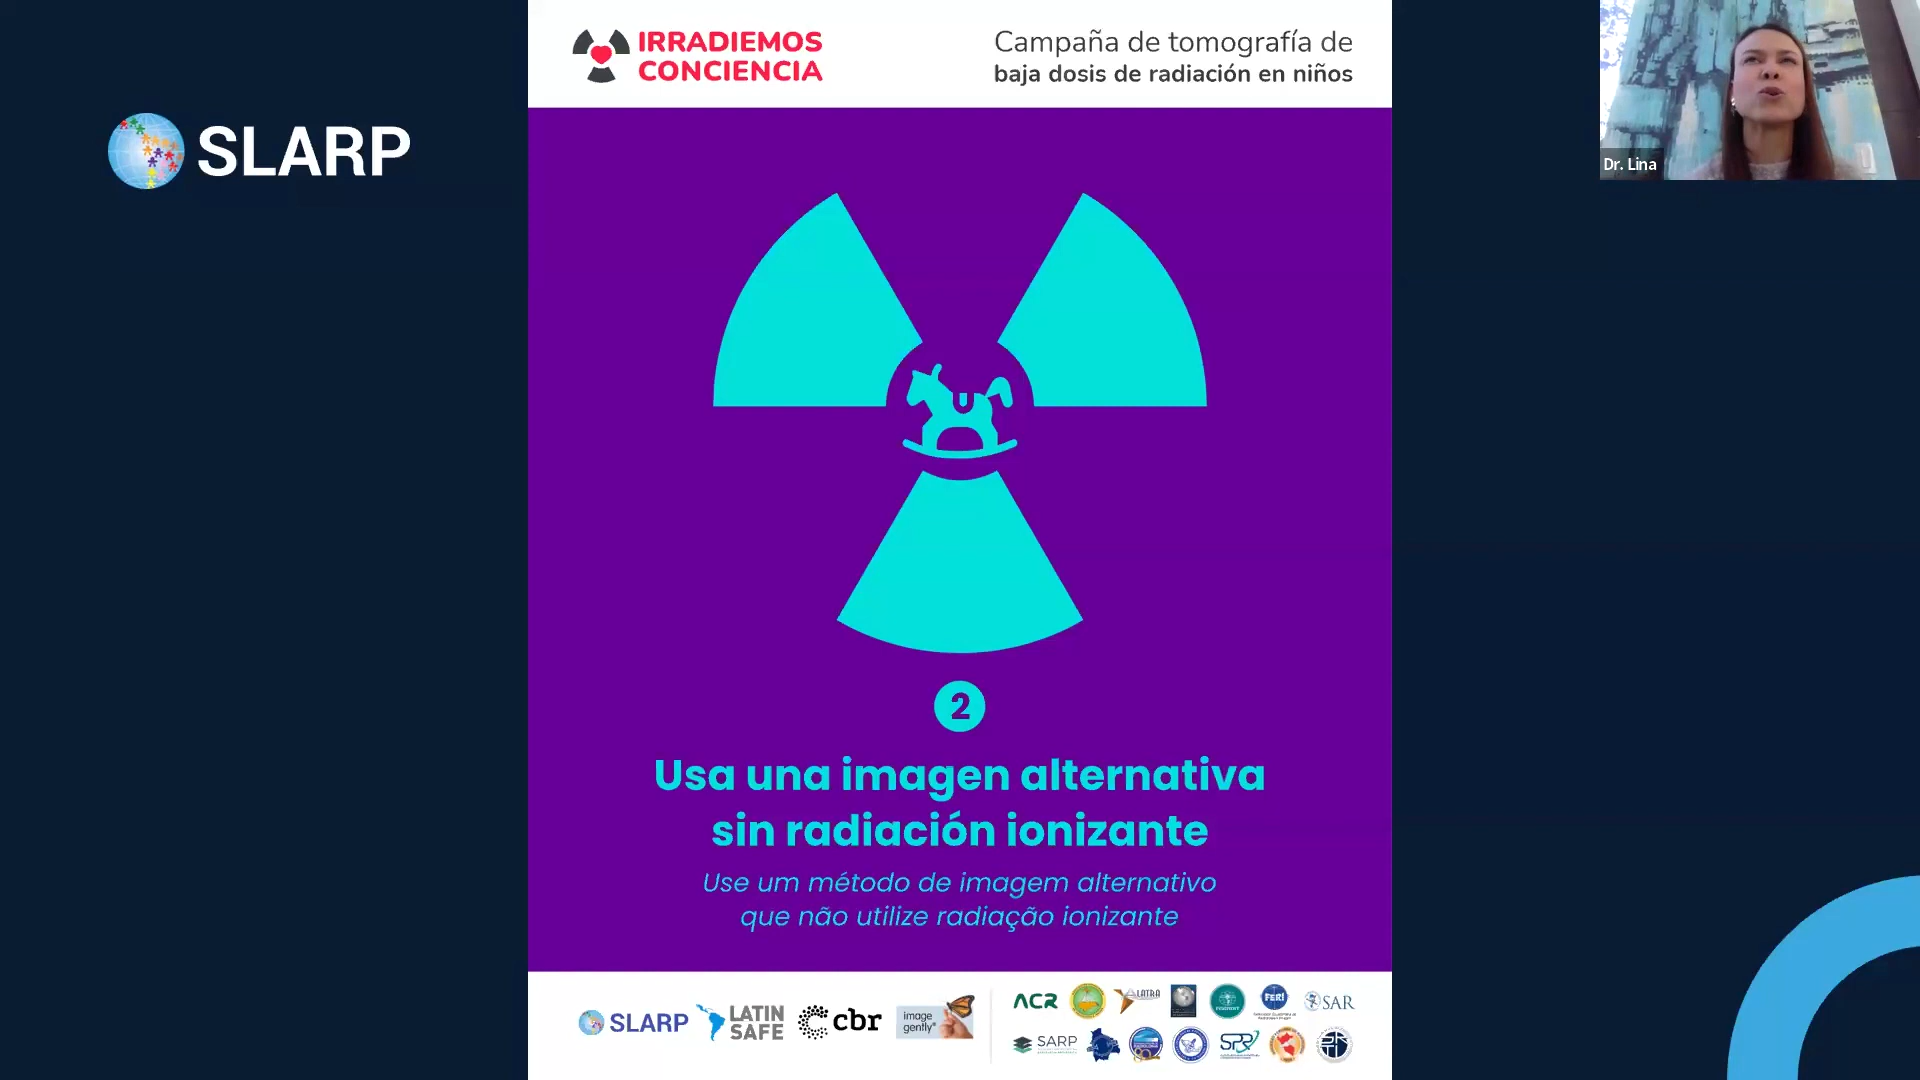 IRRADIEMOS
CONCIENCIA
Campaña de tomografía de
baja dosis de radiación en niños
SLARP
Dr. Lina
2
Usa una imagen alternativa
sin radiación ionizante
Use um método de imagem alternativo
que não utilize radiação ionizante
SLARP
LATIN
SAFE
cbr
image
gently®
ACR
LATRA
FERI
SAR
SARP
SPR